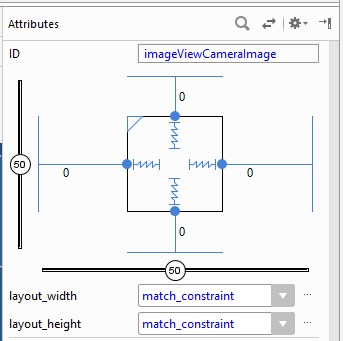 Attributes
ID imageViewCameraImage
0
50 0 0
0
50
layout_width match_constraint ...
layout_height match_constraint ...